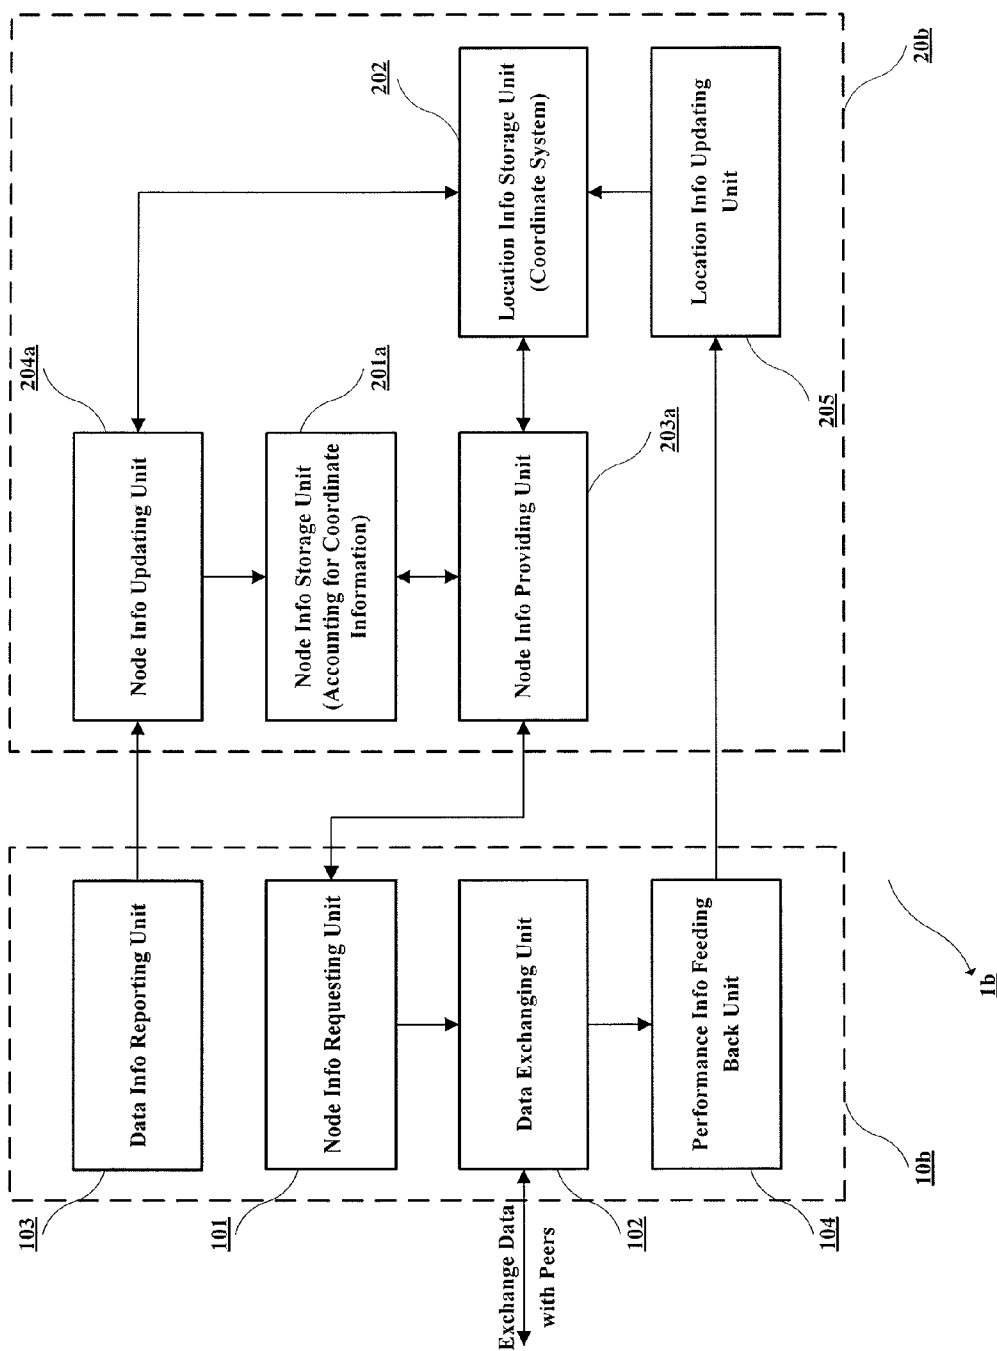 103
Data Info Reporting Unit
204a
Node Info Updating Unit
101
Node Info Requesting Unit
201a
Node Info Storage Unit
(Accounting for Coordinate
Information)
202
Location Info Storage Unit
(Coordinate System)
Exchange Data
with Peers
102
Data Exchanging Unit
203a
Node Info Providing Unit
104
Performance Info Feeding
Back Unit
205
Location Info Updating
Unit
10b
20b
1b